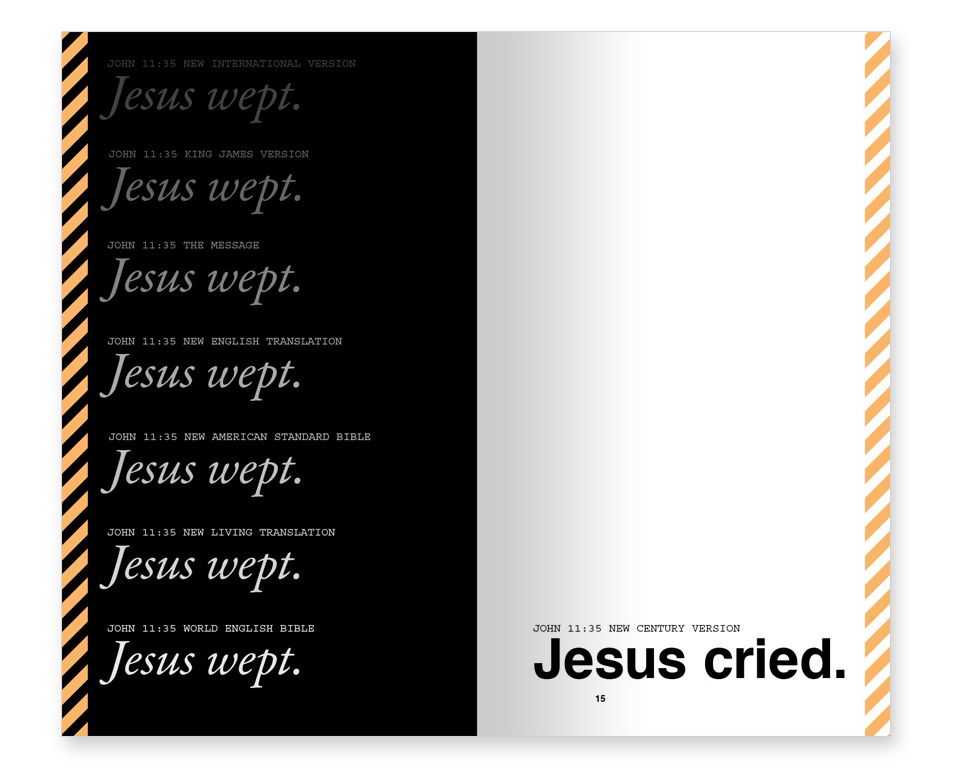 JOHN 11:35 NEW INTERNATIONAL VERSION
Jesus wept.
JOHN 11:35 KING JAMES VERSION
Jesus wept.
JOHN 11:35 THE MESSAGE
Jesus wept.
JOHN 11:35 NEW ENGLISH TRANSLATION
Jesus wept.
JOHN 11:35 NEW AMERICAN STANDARD BIBLE
Jesus wept.
JOHN 11:35 NEW LIVING TRANSLATION
Jesus wept.
JOHN 11:35 WORLD ENGLISH BIBLE
Jesus wept.
JOHN 11:35 NEW CENTURY VERSION
Jesus cried.
15